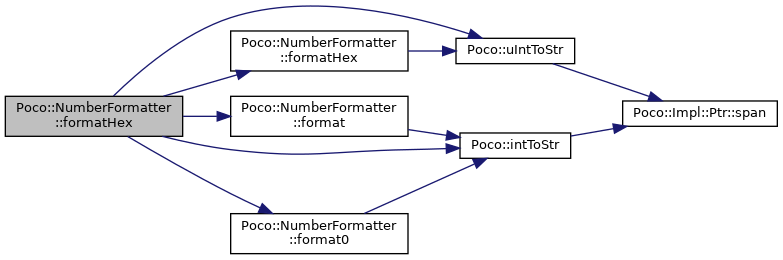 Poco::NumberFormatter
::formatHex
Poco::NumberFormatter
::formatHex
Poco::uIntToStr
Poco::NumberFormatter
::format
Poco::intToStr
Poco::Impl::Ptr::span
Poco::NumberFormatter
::format0